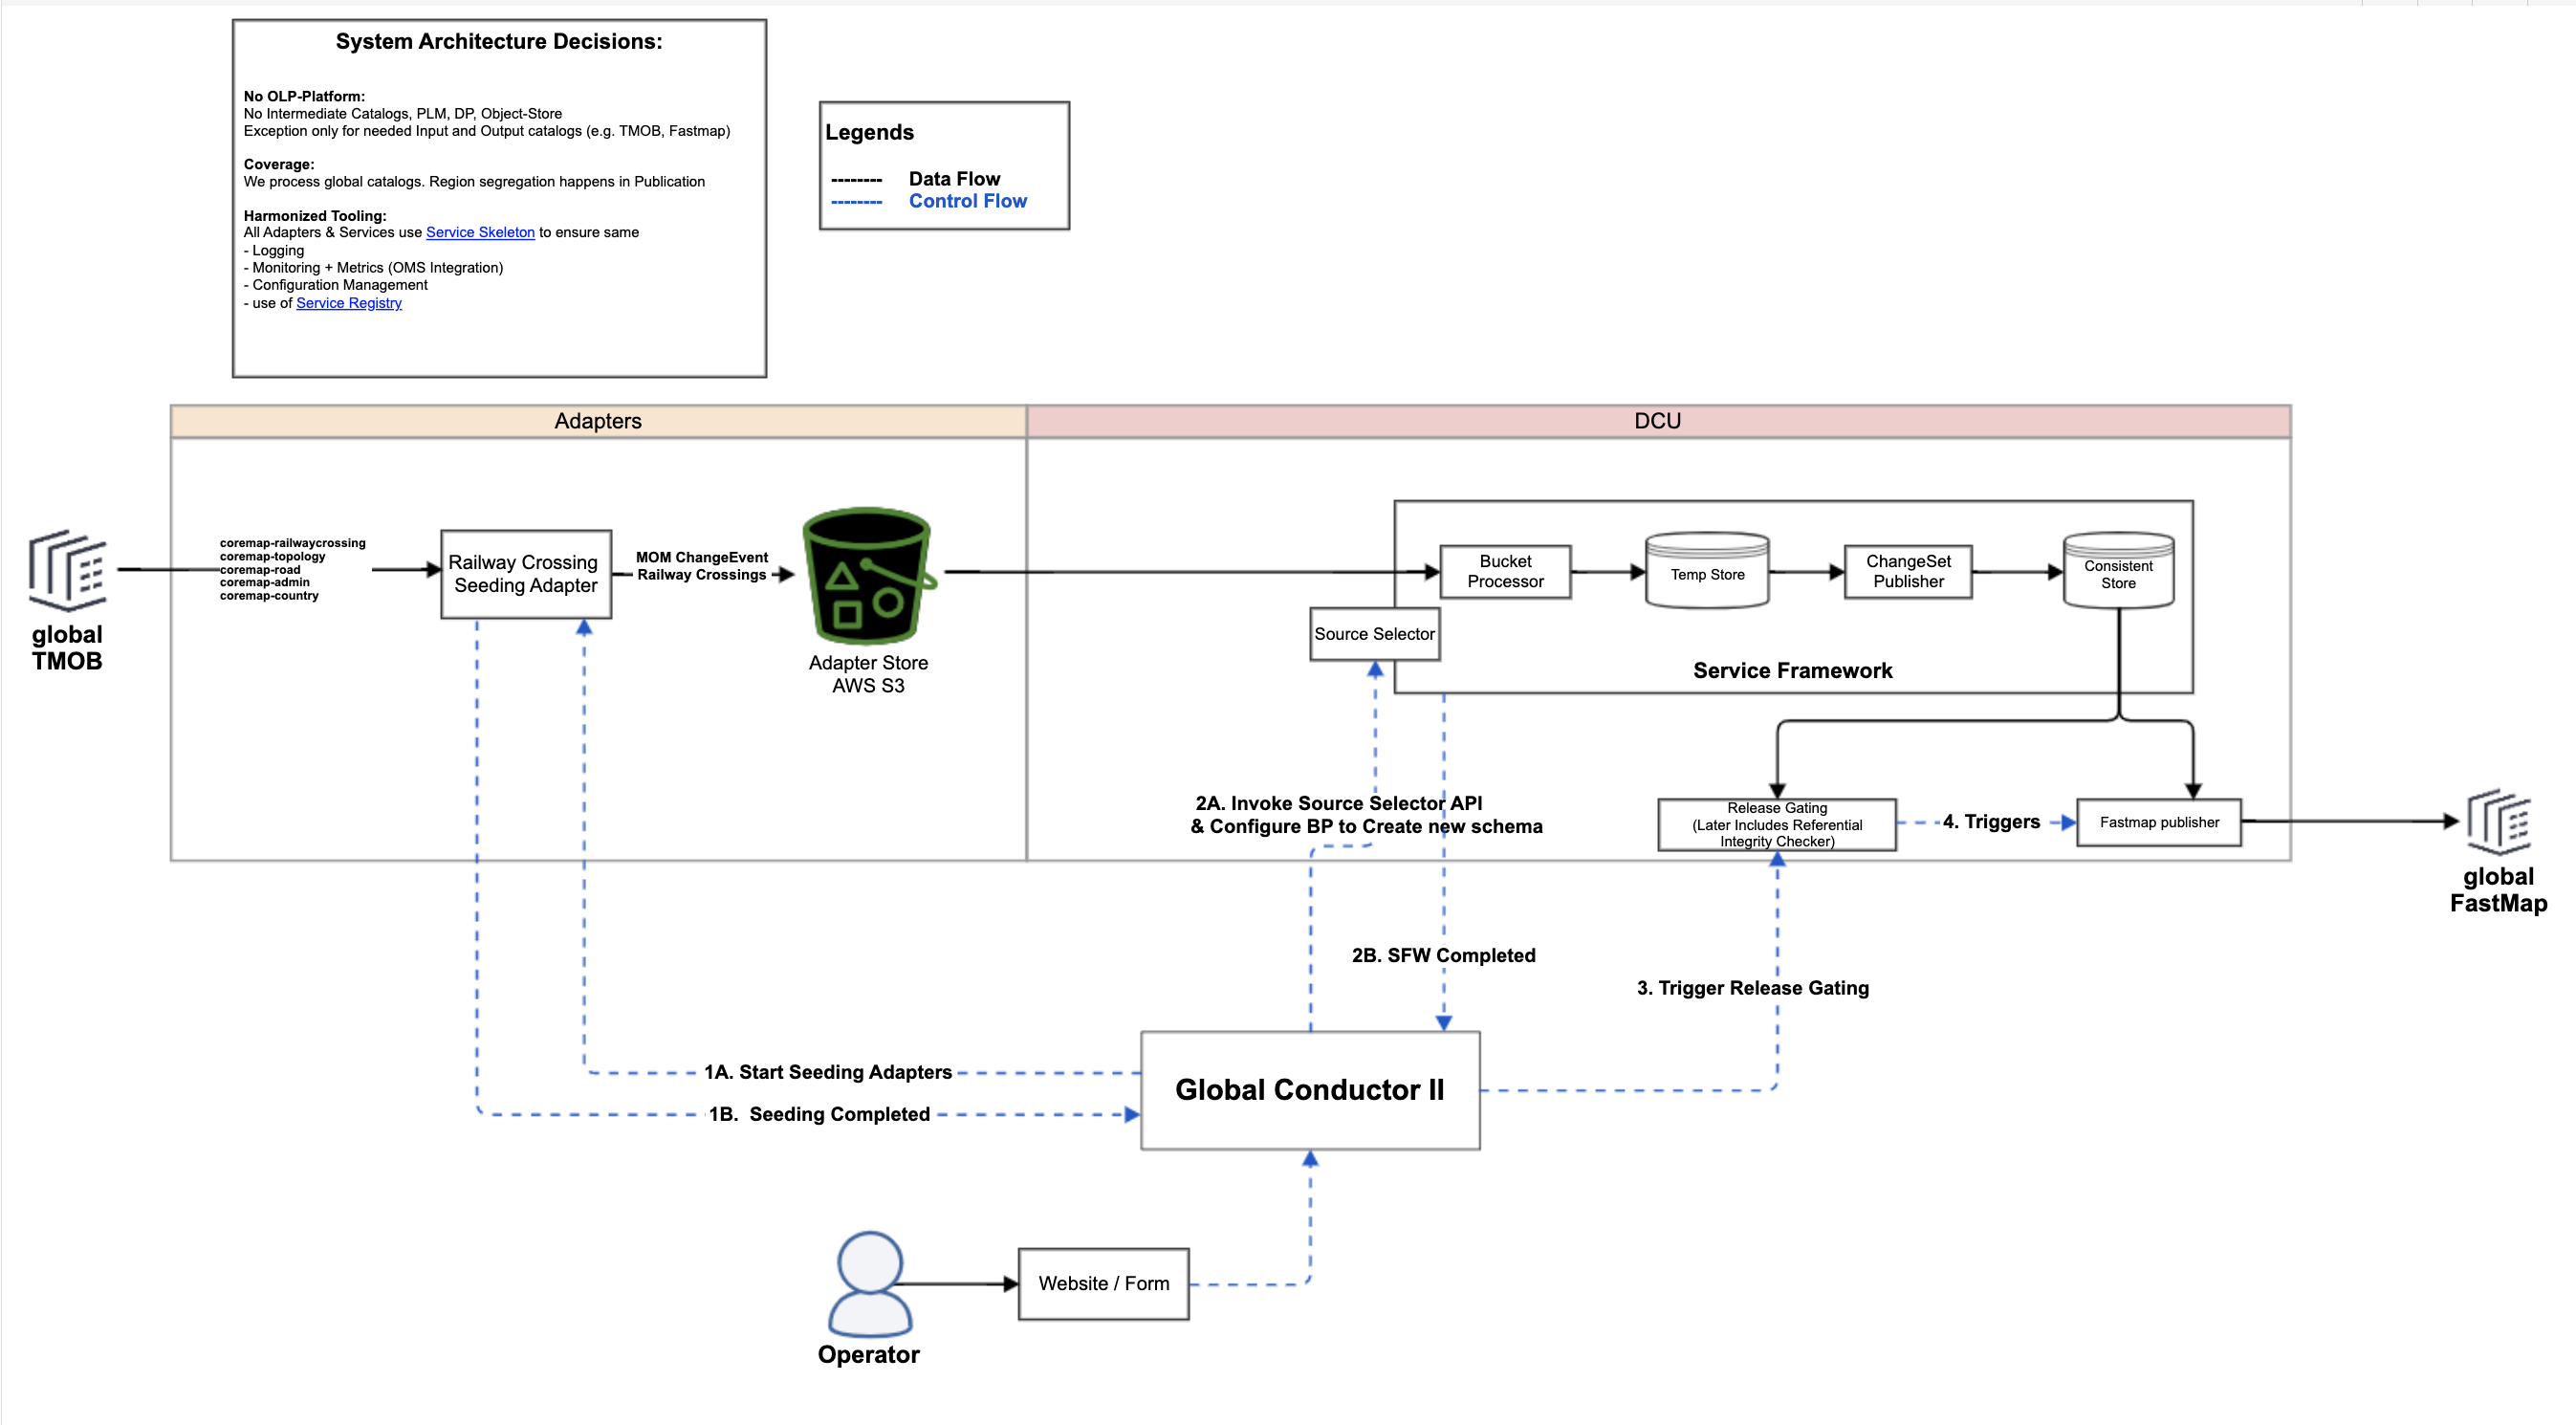 System Architecture Decisions:
No OLP-Platform:
No Intermediate Catalogs, PLM, DP, Object-Store
Exception only for needed Input and Output catalogs (e.g. TMOB, Fastmap)
Coverage:
We process global catalogs. Region segregation happens in Publication
Harmonized Tooling:
All Adapters & Services use Service Skeleton to ensure same
- Logging
- Monitoring + Metrics (OMS Integration)
- Configuration Management
- use of Service Registry
Legends
-------- Data Flow
-------- Control Flow
Adapters
DCU
global
TMOB
coremap-railwaycrossing
coremap-topology
coremap-road
coremap-admin
coremap-country
Railway Crossing
Seeding Adapter
MOM ChangeEvent
Railway Crossings
Adapter Store
AWS S3
Bucket
Processor
Temp Store
ChangeSet
Publisher
Consistent
Store
Source Selector
Service Framework
2A. Invoke Source Selector API
& Configure BP to Create new schema
Release Gating
(Later Includes Referential
Integrity Checker)
4. Triggers
Fastmap publisher
global
FastMap
2B. SFW Completed
3. Trigger Release Gating
1A. Start Seeding Adapters
1B. Seeding Completed
Global Conductor II
Website / Form
Operator